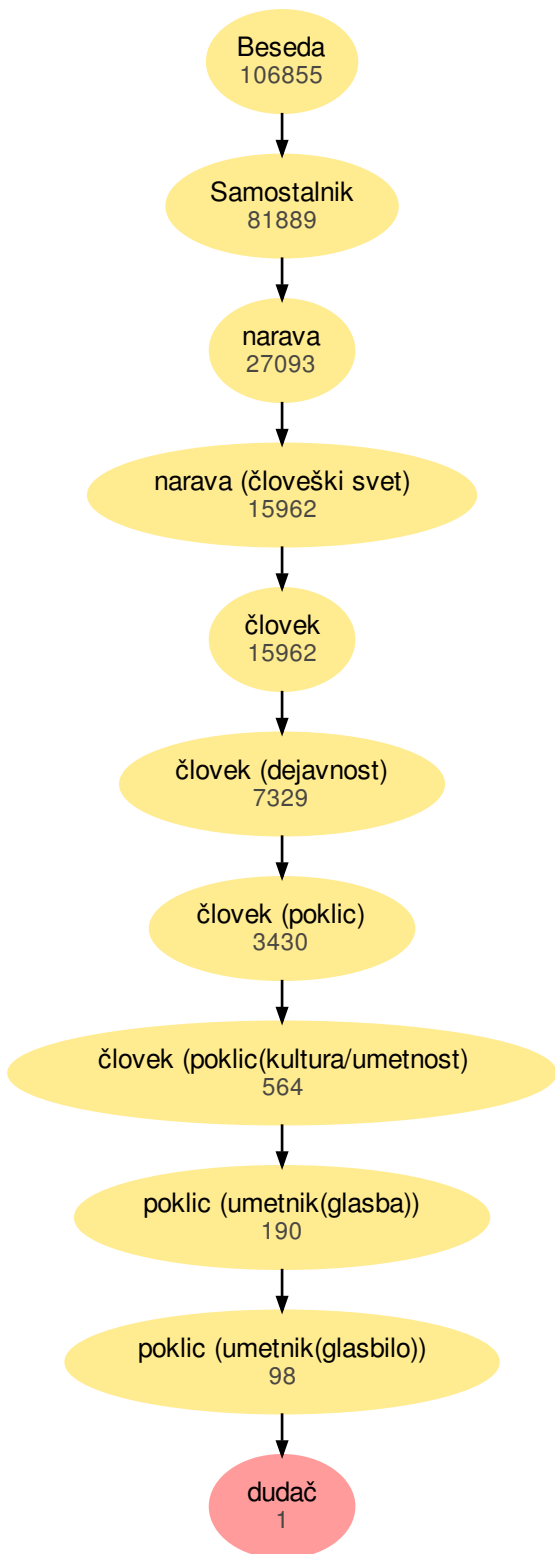 Beseda
106855
Samostalnik
81889
narava
27093
narava (človeški svet)
15962
človek
15962
človek (dejavnost)
7329
človek (poklic)
3430
človek (poklic(kultura/umetnost)
564
poklic (umetnik(glasba))
190
poklic (umetnik(glasbilo))
98
dudač
1